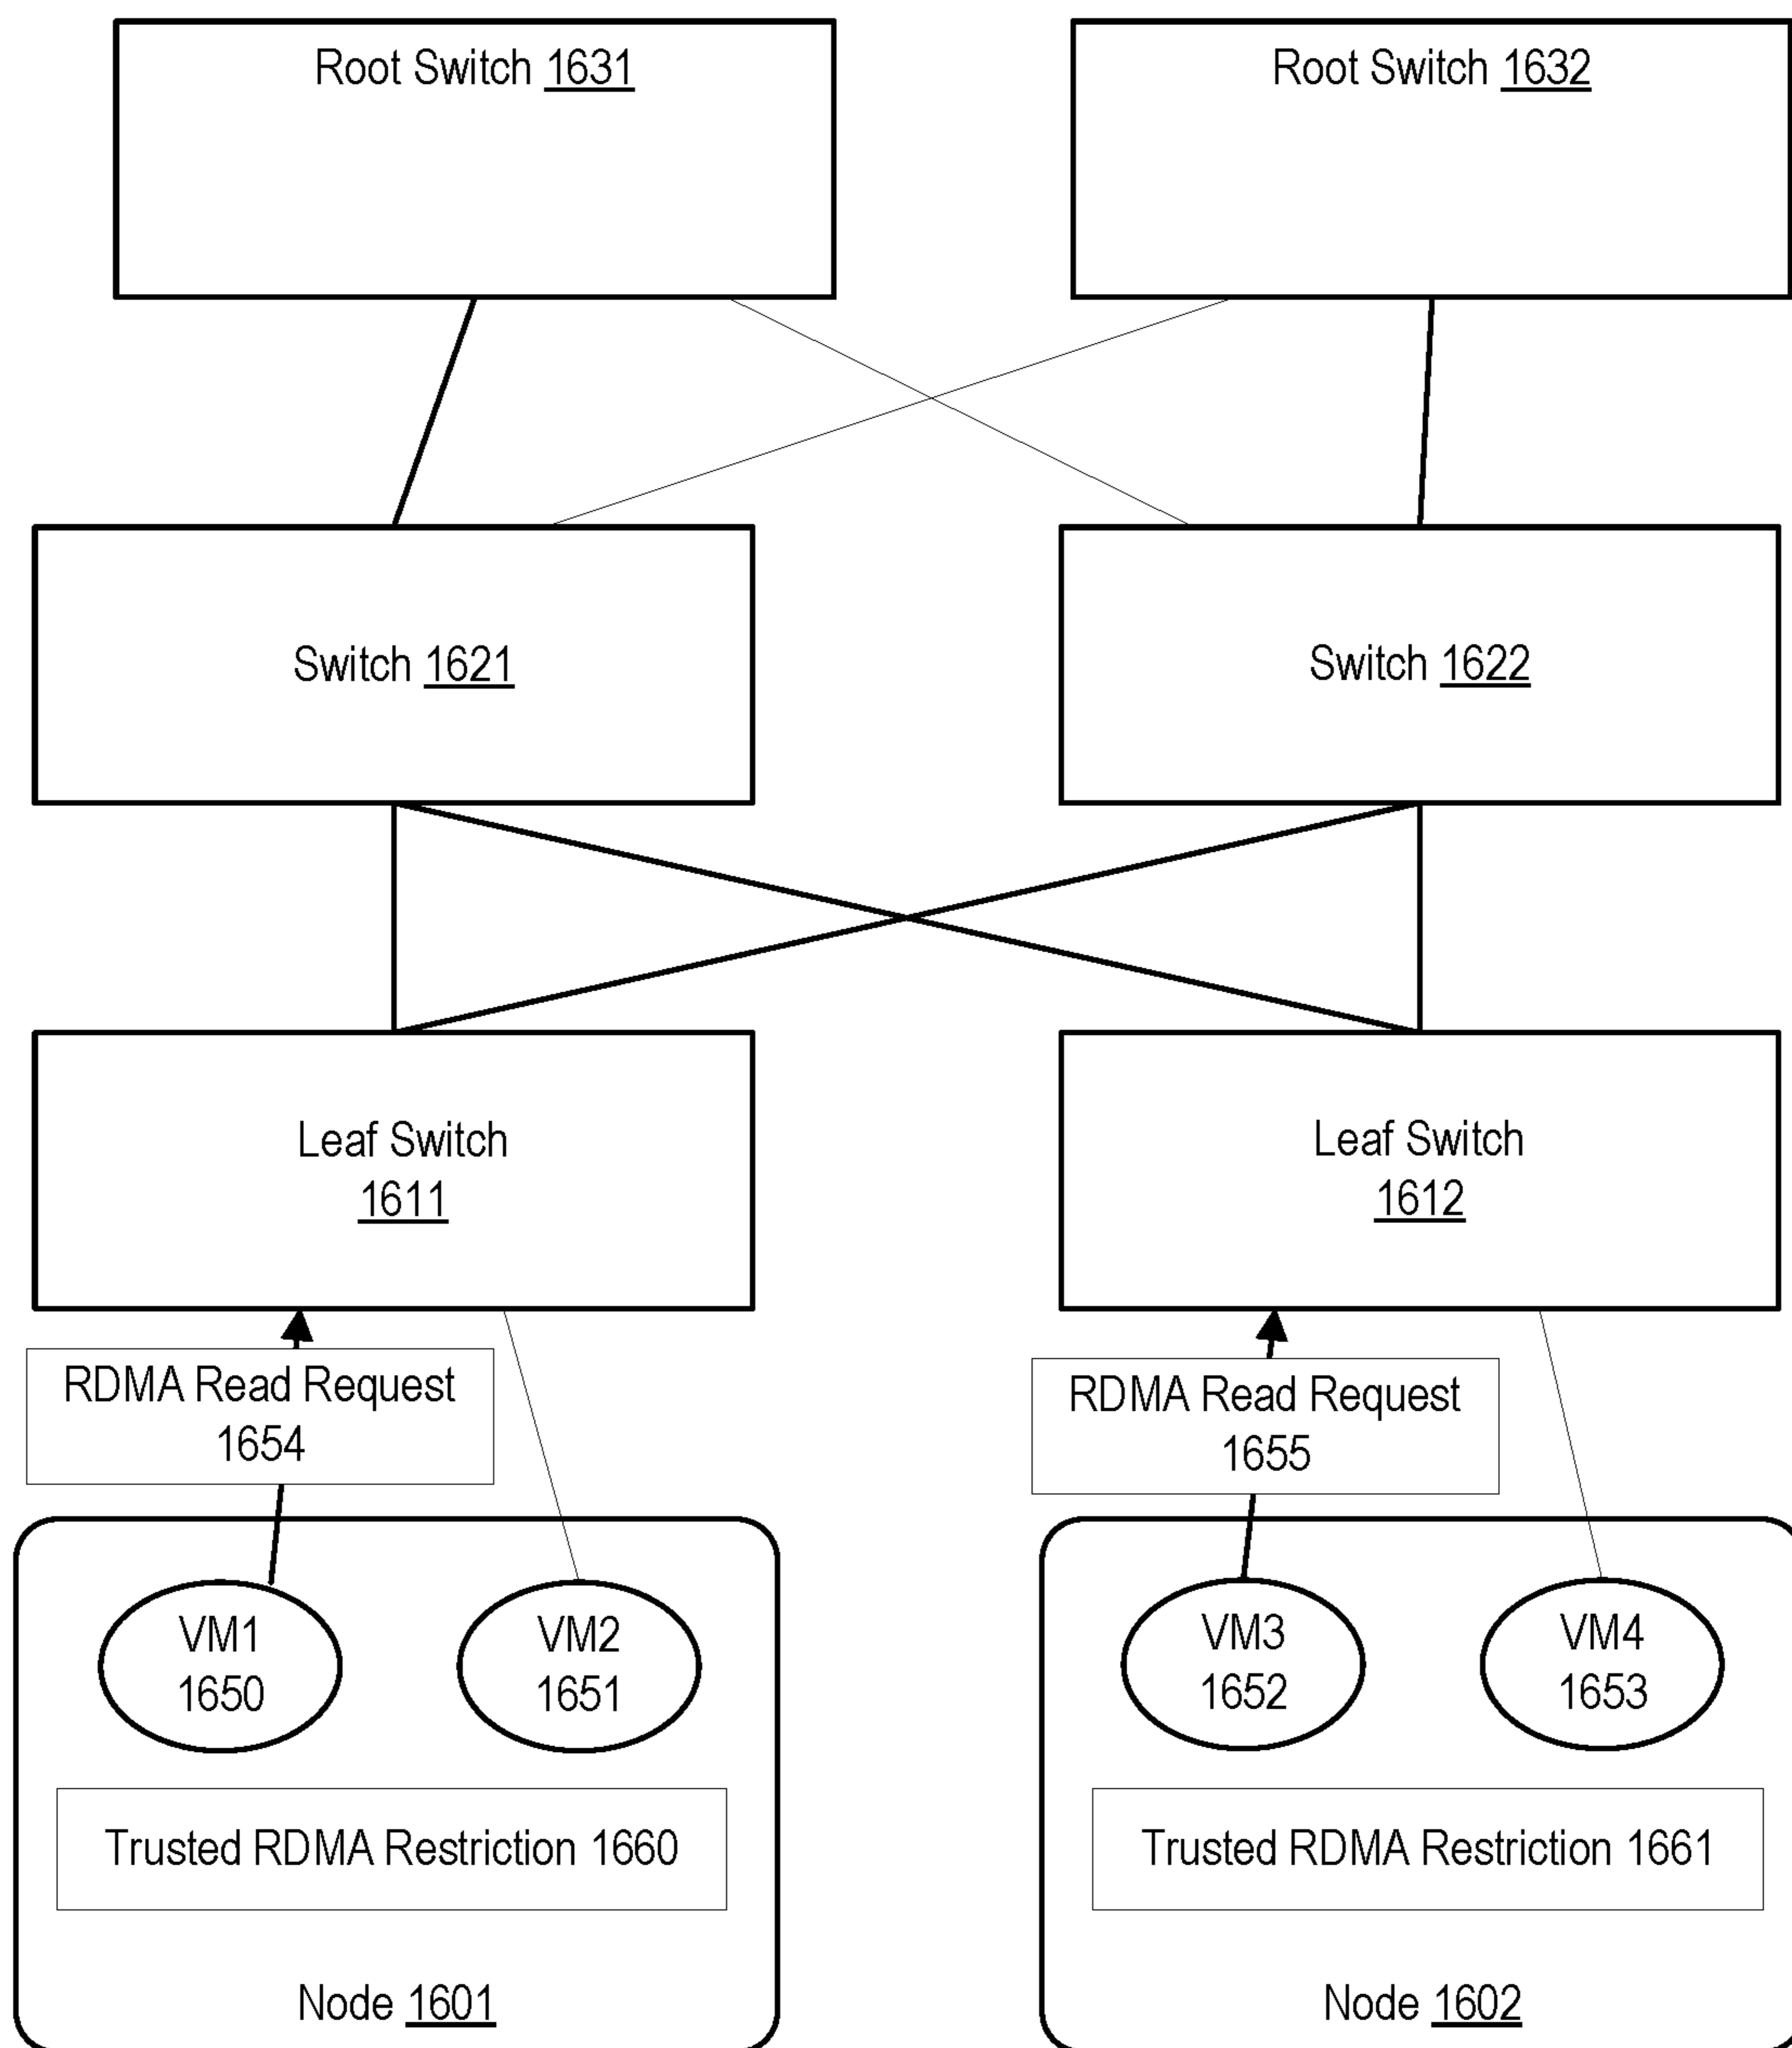 Root Switch 1631
Root Switch 1632
Switch 1621
Switch 1622
Leaf Switch
1611
Leaf Switch
1612
RDMA Read Request
1654
RDMA Read Request
1655
VM1
1650
VM2
1651
VM3
1652
VM4
1653
Trusted RDMA Restriction 1660
Trusted RDMA Restriction 1661
Node 1601
Node 1602